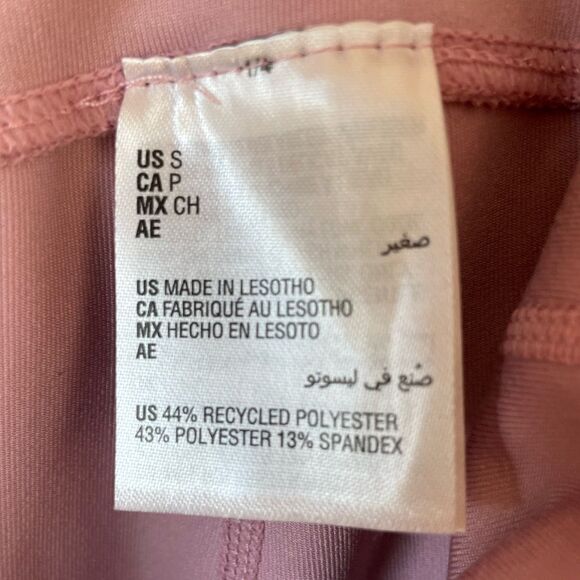 US S
CA P
MX CH
AE
صغير
US MADE IN LESOTHO
CA FABRIQUÉ AU LESOTHO
MX HECHO EN LESOTO
AE
صُنع في ليسوتو
US 44% RECYCLED POLYESTER
43% POLYESTER 13% SPANDEX